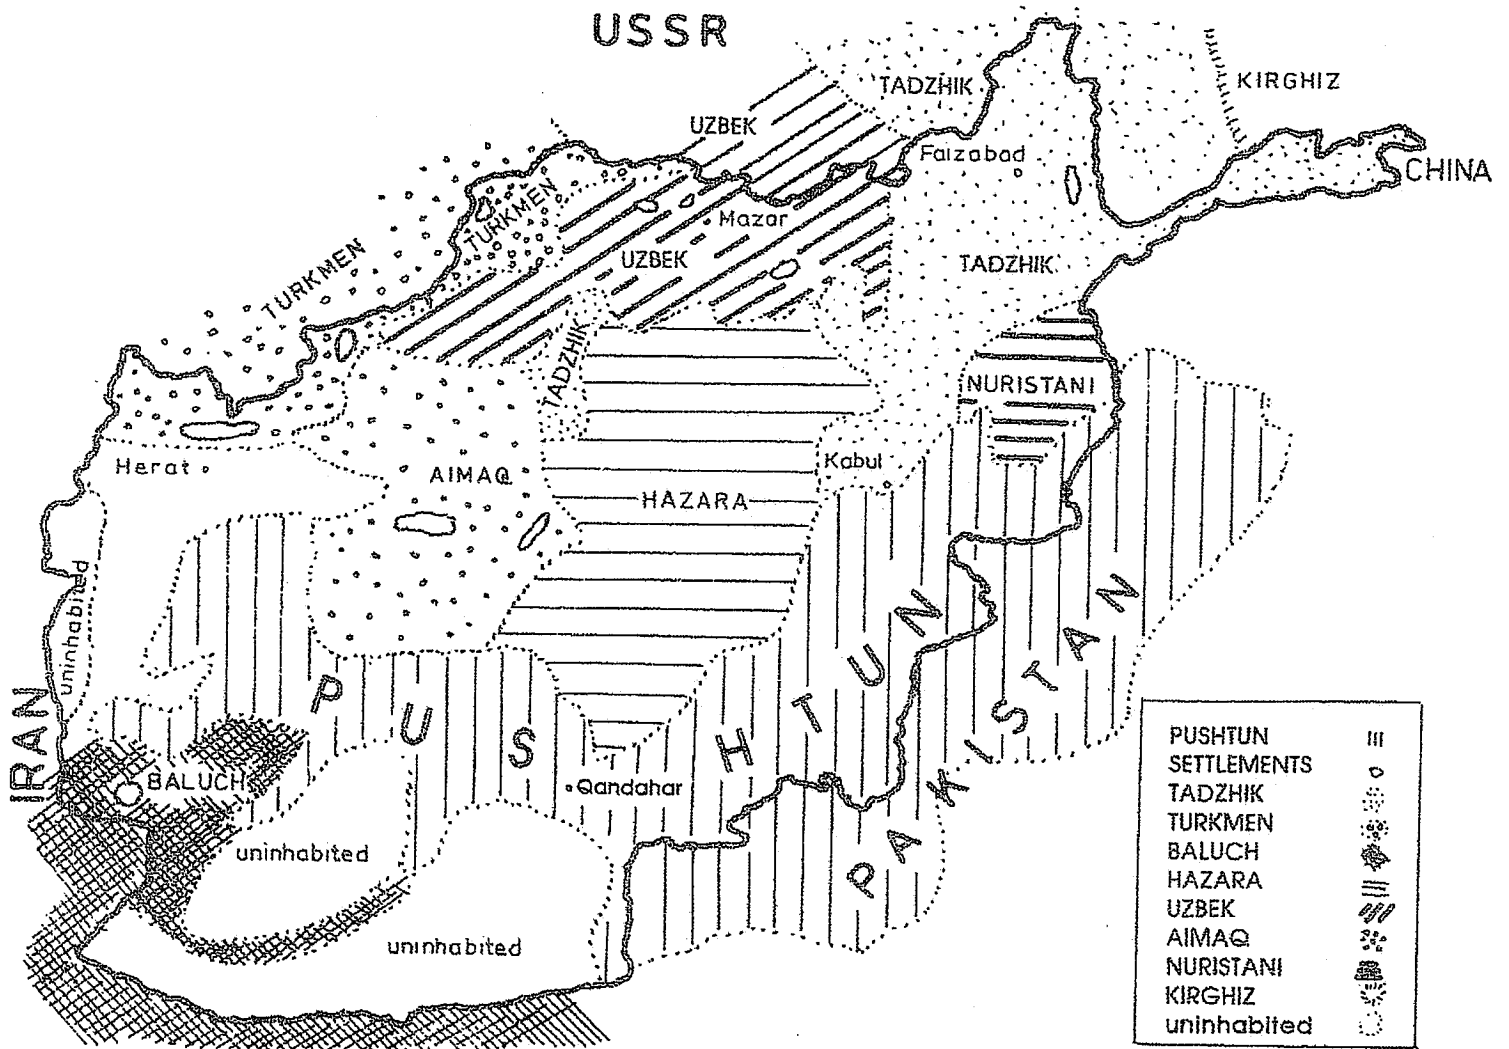 USSR
TADZHIK
KIRGHIZ
UZBEK
Faizabad
CHINA
TURKMEN
TURKMEN
Mazar
UZBEK
TADZHIK
TADZHIK
NURISTANI
Herat
AIMAQ
Kabul
HAZARA
uninhabited
IRAN
PUSHTUN
PAKISTAN
BALUCH
Qandahar
uninhabited
uninhabited
PUSHTUN
SETTLEMENTS
TADZHIK
TURKMEN
BALUCH
HAZARA
UZBEK
AIMAQ
NURISTANI
KIRGHIZ
uninhabited